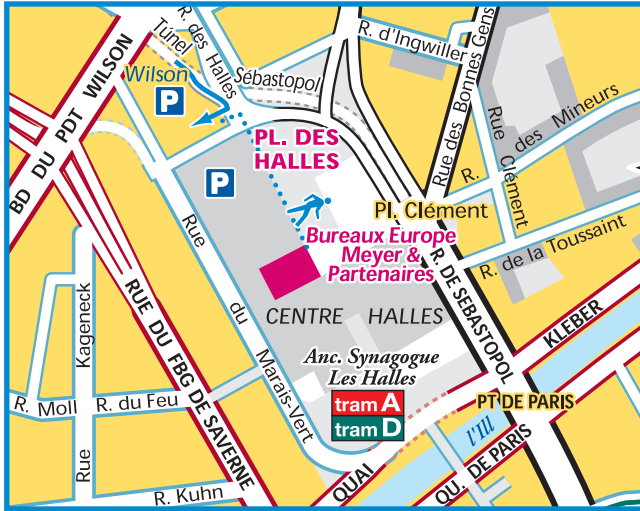 BD DU PDT WILSON
Túnel
R. des Halles
Wilson
P
Sébastopol
R. d'Ingwiller
Rue des Bonnes Gens
Rue Clément
R. des Mineurs
PL. DES
HALLES
P
Pl. Clément
Bureaux Europe
Meyer &
Partenaires
R. de la Toussaint
R. DE SEBASTOPOL
Rue du Marais-Vert
CENTRE HALLES
KLEBER
Rue Kageneck
RUE DU FBG DE SAVERNE
Anc. Synagogue
Les Halles
tram A
tram D
PT DE PARIS
l'Ill
R. Moll
R. du Feu
QUAI
QU. DE PARIS
R. Kuhn